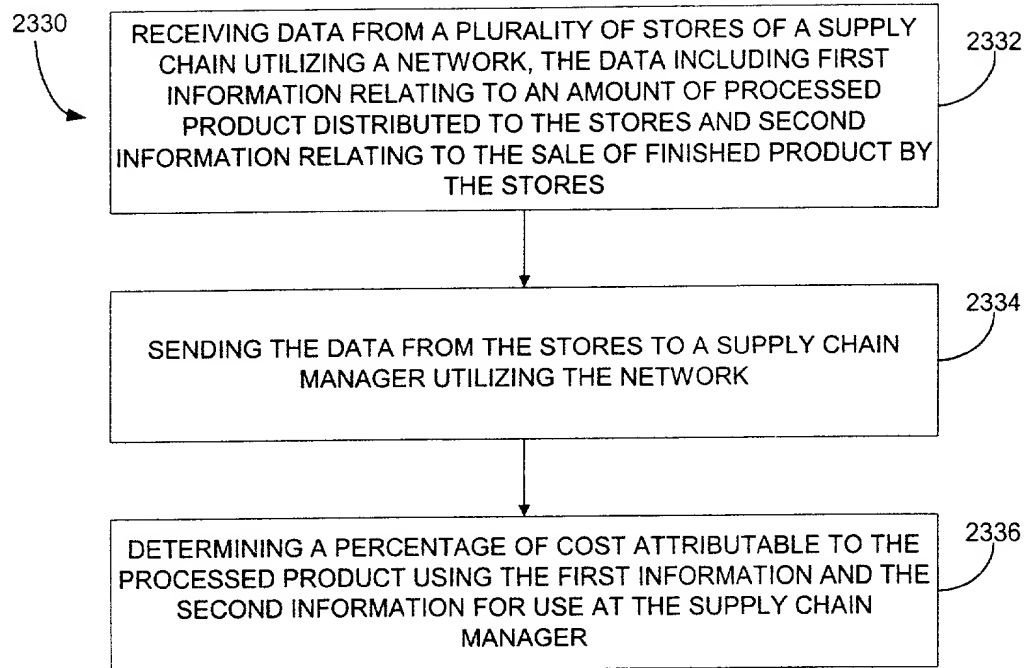 2330
RECEIVING DATA FROM A PLURALITY OF STORES OF A SUPPLY
CHAIN UTILIZING A NETWORK, THE DATA INCLUDING FIRST
INFORMATION RELATING TO AN AMOUNT OF PROCESSED
PRODUCT DISTRIBUTED TO THE STORES AND SECOND
INFORMATION RELATING TO THE SALE OF FINISHED PRODUCT BY
THE STORES
2332
SENDING THE DATA FROM THE STORES TO A SUPPLY CHAIN
MANAGER UTILIZING THE NETWORK
2334
DETERMINING A PERCENTAGE OF COST ATTRIBUTABLE TO THE
PROCESSED PRODUCT USING THE FIRST INFORMATION AND THE
SECOND INFORMATION FOR USE AT THE SUPPLY CHAIN
MANAGER
2336